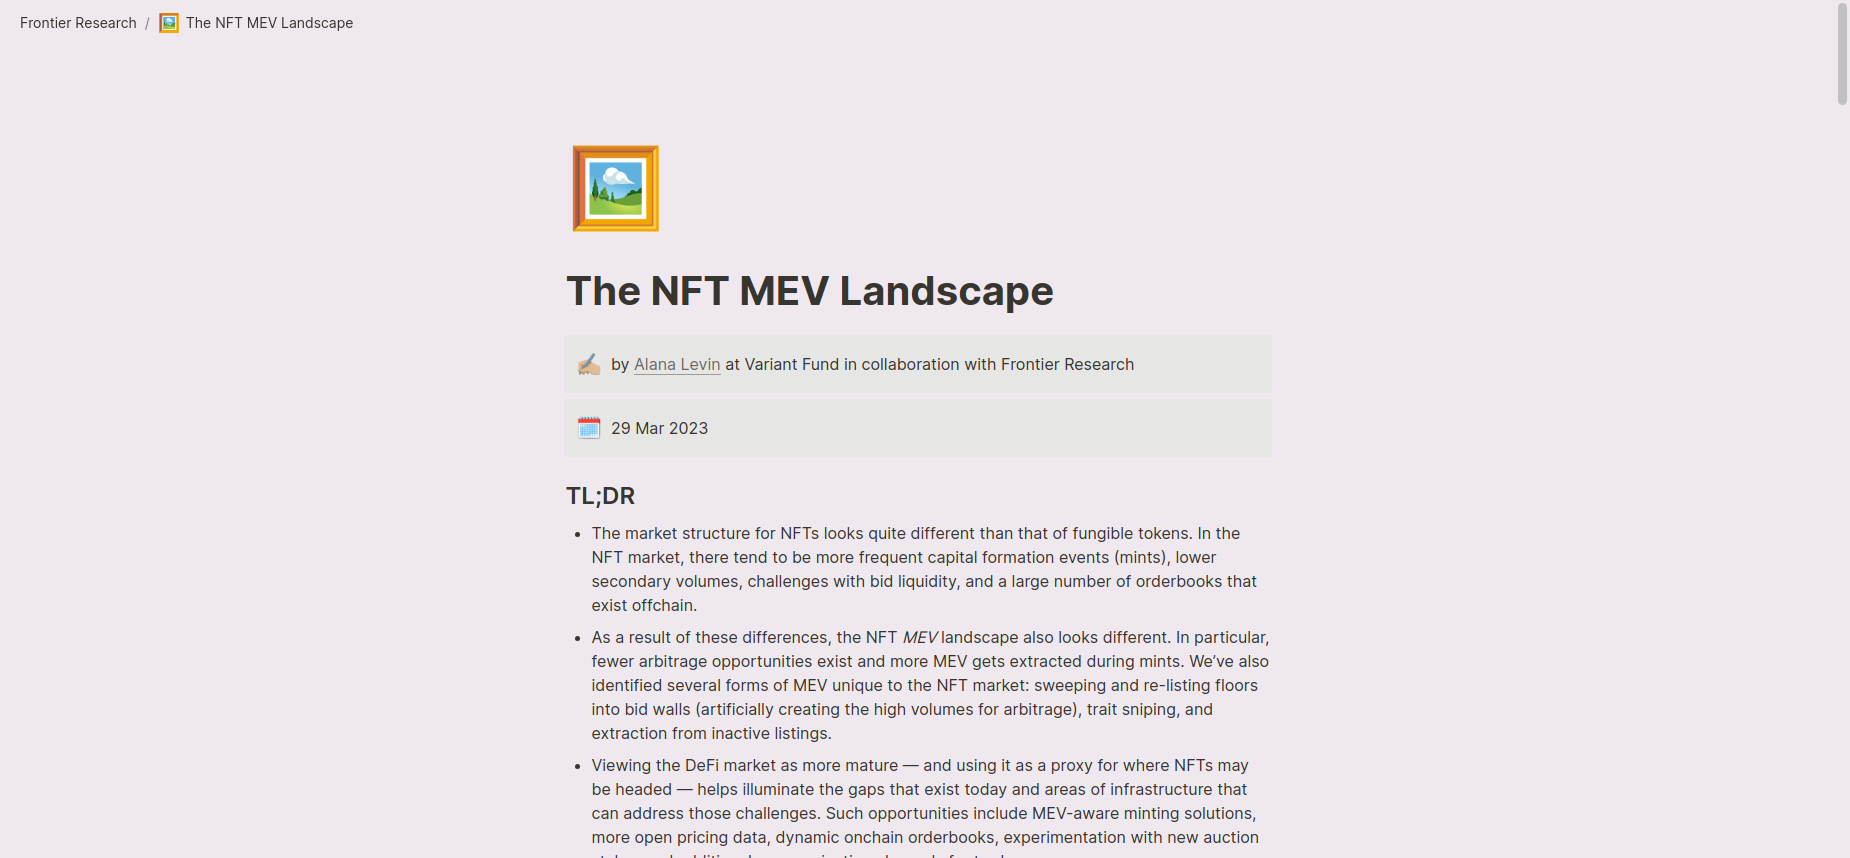 Frontier Research / The NFT MEV Landscape
The NFT MEV Landscape
by Alana Levin at Variant Fund in collaboration with Frontier Research
29 Mar 2023
TL;DR
• The market structure for NFTs looks quite different than that of fungible tokens. In the
NFT market, there tend to be more frequent capital formation events (mints), lower
secondary volumes, challenges with bid liquidity, and a large number of orderbooks that
exist offchain.
• As a result of these differences, the NFT MEV landscape also looks different. In particular,
fewer arbitrage opportunities exist and more MEV gets extracted during mints. We’ve also
identified several forms of MEV unique to the NFT market: sweeping and re-listing floors
into bid walls (artificially creating the high volumes for arbitrage), trait sniping, and
extraction from inactive listings.
• Viewing the DeFi market as more mature — and using it as a proxy for where NFTs may
be headed — helps illuminate the gaps that exist today and areas of infrastructure that
can address those challenges. Such opportunities include MEV-aware minting solutions,
more open pricing data, dynamic onchain orderbooks, experimentation with new auction